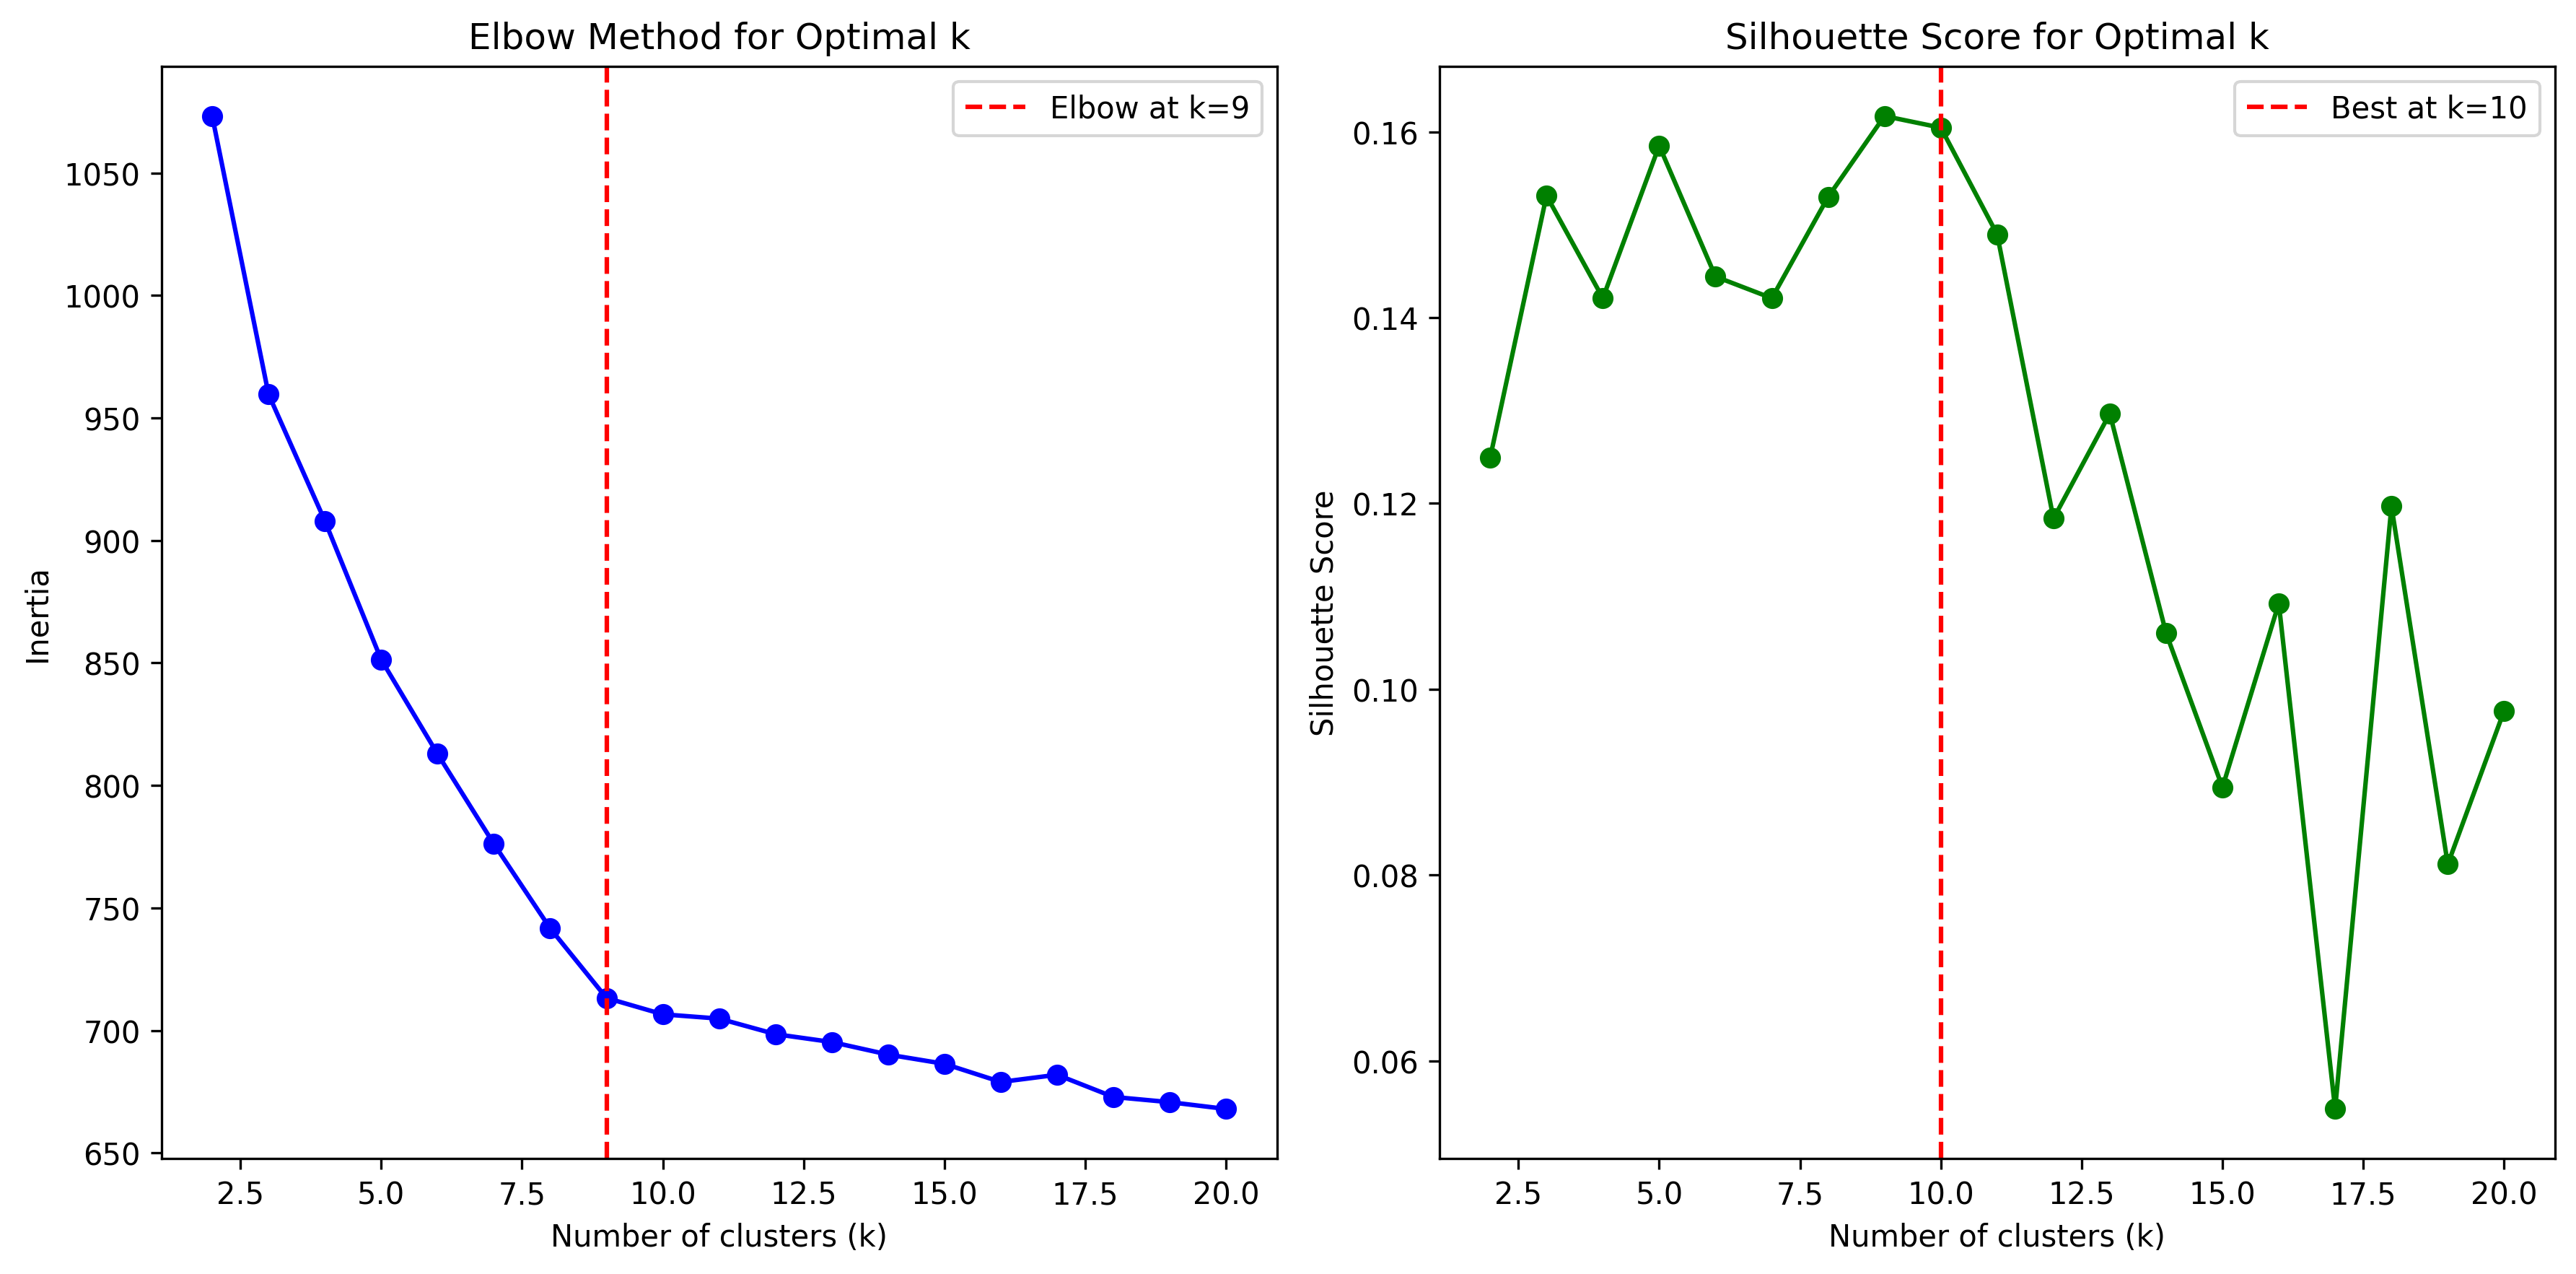 Elbow Method for Optimal k
Elbow at k=9
1050
1000
950
900
850
800
750
700
650
Inertia
2.5 5.0 7.5 10.0 12.5 15.0 17.5 20.0
Number of clusters (k)
Silhouette Score for Optimal k
Best at k=10
0.16
0.14
0.12
0.10
0.08
0.06
Silhouette Score
2.5 5.0 7.5 10.0 12.5 15.0 17.5 20.0
Number of clusters (k)